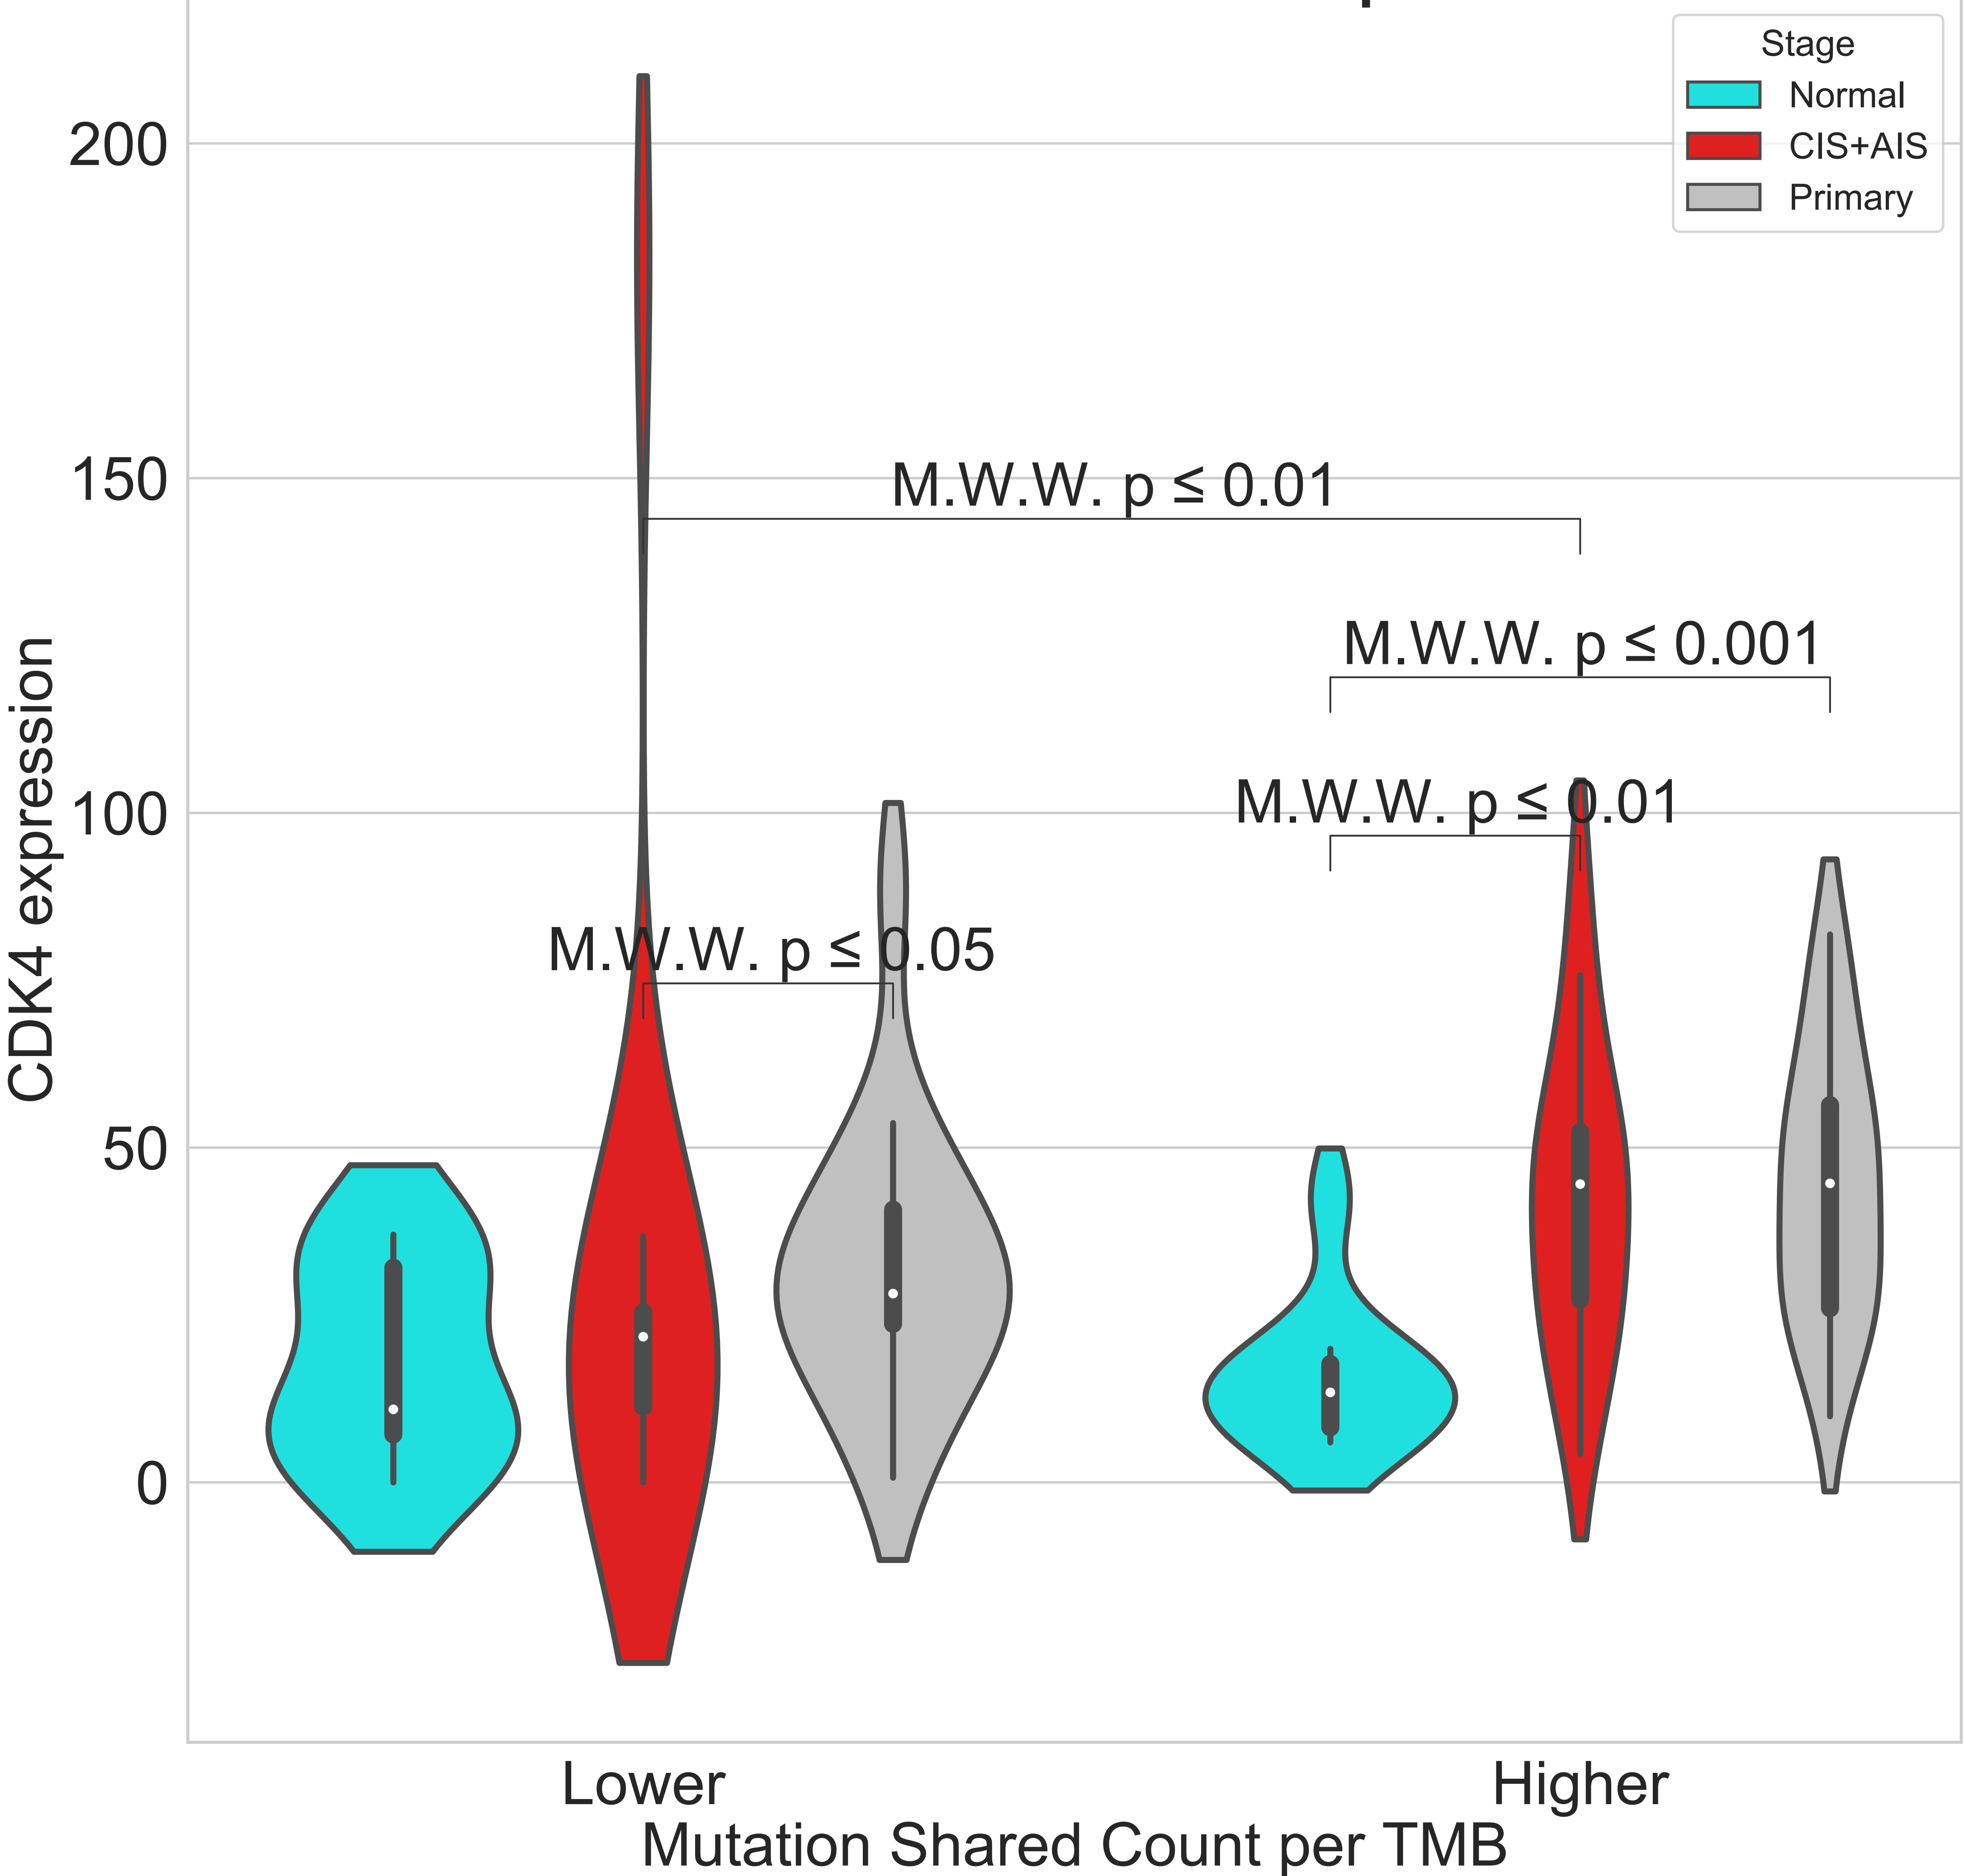 Stage
Normal
CIS+AIS
Primary
200
150
100
50
0
CDK4 expression
M.W.W. p ≤ 0.01
M.W.W. p ≤ 0.001
M.W.W. p ≤ 0.01
M.W.W. p ≤ 0.05
Lower
Higher
Mutation Shared Count per TMB